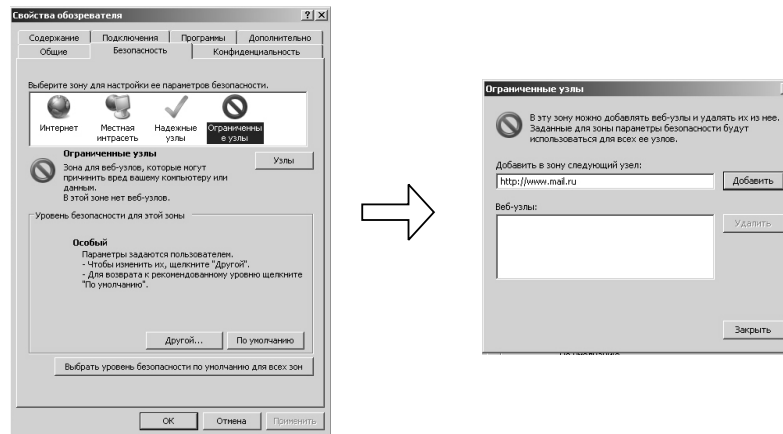 Свойства обозревателя
Содержание Подключения Программы Дополнительно
Общие Безопасность Конфиденциальность
Выберите зону для настройки ее параметров безопасности.
Интернет Местная интрасеть Надежные узлы Ограниченны е узлы
Ограниченные узлы
Зона для веб-узлов, которые могут
причинить вред вашему компьютеру или
данным.
В этой зоне нет веб-узлов.
Узлы
Уровень безопасности для этой зоны
Особый
Параметры задаются пользователем.
- Чтобы изменить их, щелкните "Другой".
- Для возврата к рекомендованному уровню щелкните
"По умолчанию".
Другой... По умолчанию
Выбрать уровень безопасности по умолчанию для всех зон
OK Отмена Применить
Ограниченные узлы
В эту зону можно добавлять веб-узлы и удалять их из нее.
Заданные для зоны параметры безопасности будут
использоваться для всех ее узлов.
Добавить в зону следующий узел:
http://www.mail.ru Добавить
Веб-узлы:
Удалить
Закрыть